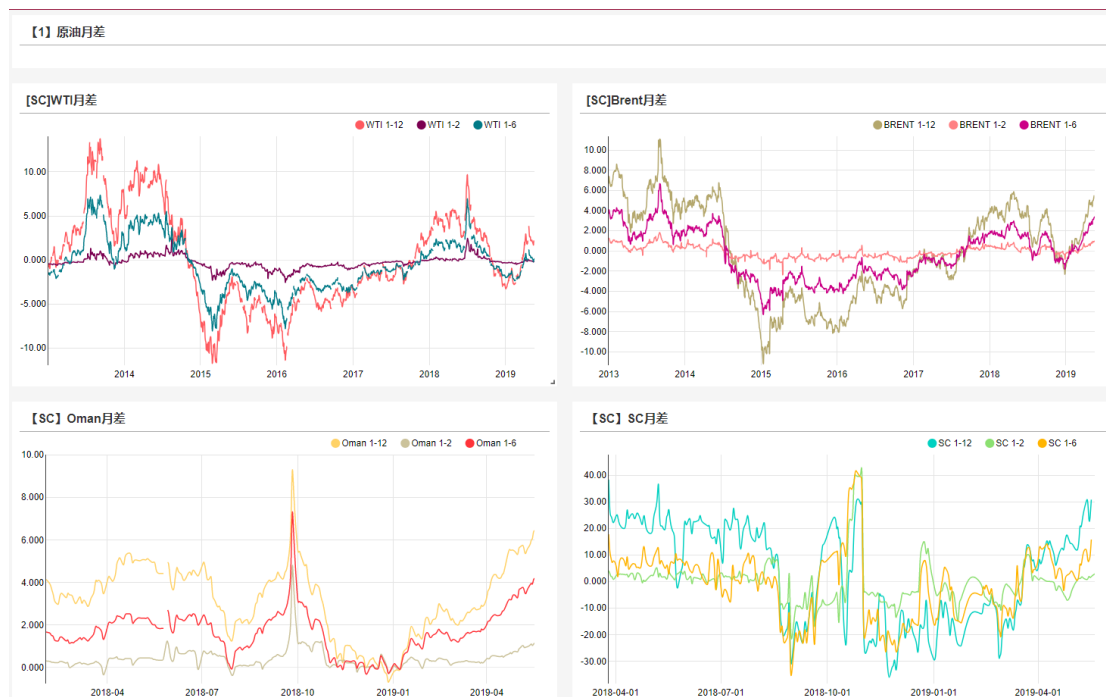 【1】原油月差
[SC]WTI月差
WTI 1-12 WTI 1-2 WTI 1-6
10.00
5.000
0.000
-5.000
-10.00
2014 2015 2016 2017 2018 2019
[SC]Brent月差
BRENT 1-12 BRENT 1-2 BRENT 1-6
10.00
8.000
6.000
4.000
2.000
0.000
-2.000
-4.000
-6.000
-8.000
-10.00
2013 2014 2015 2016 2017 2018 2019
【SC】Oman月差
Oman 1-12 Oman 1-2 Oman 1-6
10.00
8.000
6.000
4.000
2.000
0.000
2018-04 2018-07 2018-10 2019-01 2019-04
【SC】SC月差
SC 1-12 SC 1-2 SC 1-6
40.00
30.00
20.00
10.00
0.000
-10.00
-20.00
-30.00
2018-04-01 2018-07-01 2018-10-01 2019-01-01 2019-04-01